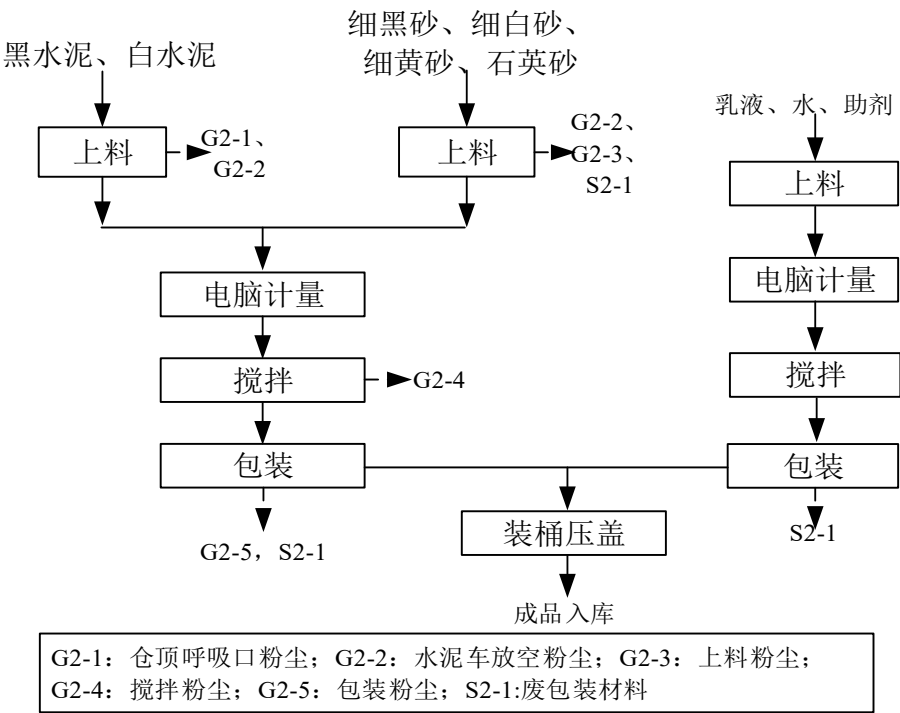 黑水泥、白水泥
细黑砂、细白砂、
细黄砂、石英砂
乳液、水、助剂
上料
G2-1、
G2-2
上料
G2-2、
G2-3、
S2-1
上料
电脑计量
电脑计量
搅拌
G2-4
搅拌
包装
包装
G2-5，S2-1
装桶压盖
S2-1
成品入库
G2-1：仓顶呼吸口粉尘；G2-2：水泥车放空粉尘；G2-3：上料粉尘；
G2-4：搅拌粉尘；G2-5：包装粉尘；S2-1:废包装材料